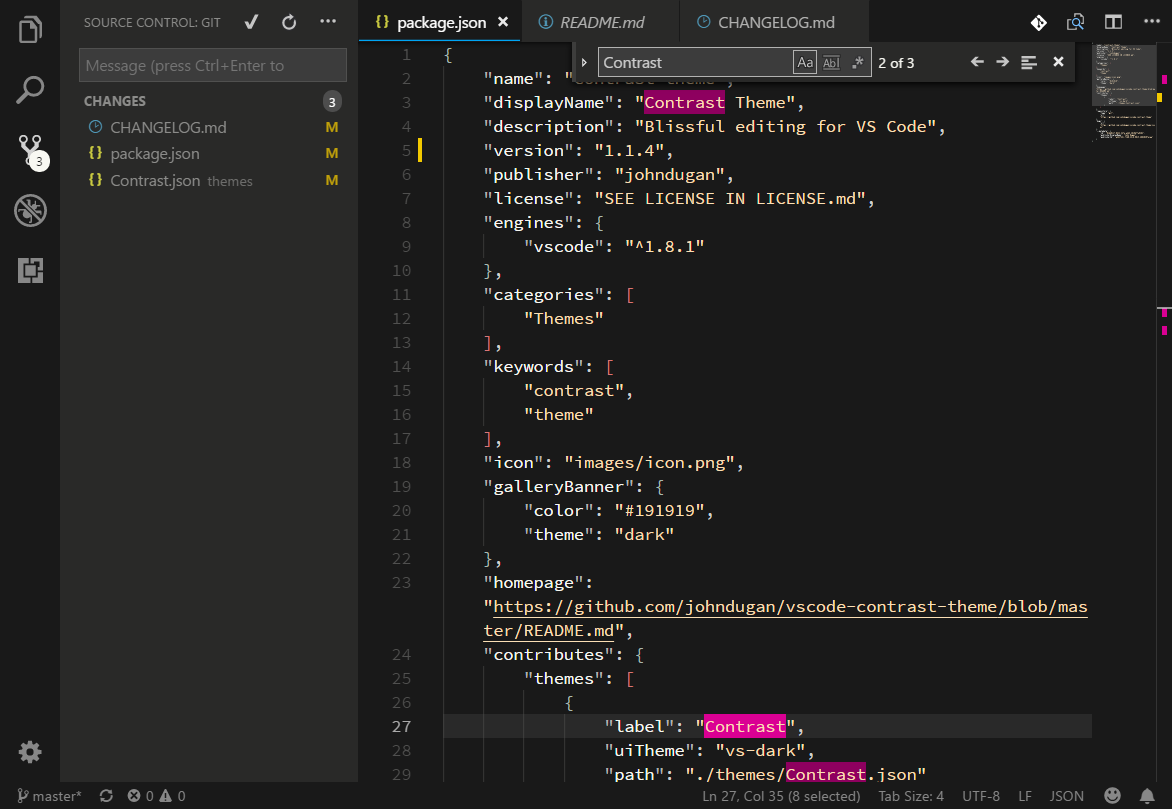 SOURCE CONTROL: GIT
Message (press Ctrl+Enter to
CHANGES 3
CHANGELOG.md M
package.json M
Contrast.json themes M
3
package.json README.md CHANGELOG.md
Contrast Aa Abl .* 2 of 3
1 {
2 "name": "contrast-theme",
3 "displayName": "Contrast Theme",
4 "description": "Blissful editing for VS Code",
5 "version": "1.1.4",
6 "publisher": "johndugan",
7 "license": "SEE LICENSE IN LICENSE.md",
8 "engines": {
9 "vscode": "^1.8.1"
10 },
11 "categories": [
12 "Themes"
13 ],
14 "keywords": [
15 "contrast",
16 "theme"
17 ],
18 "icon": "images/icon.png",
19 "galleryBanner": {
20 "color": "#191919",
21 "theme": "dark"
22 },
23 "homepage":
"https://github.com/johndugan/vscode-contrast-theme/blob/mas
ter/README.md",
24 "contributes": {
25 "themes": [
26 {
27 "label": "Contrast",
28 "uiTheme": "vs-dark",
29 "path": "./themes/Contrast.json"
master* 0 0 Ln 27, Col 35 (8 selected) Tab Size: 4 UTF-8 LF JSON